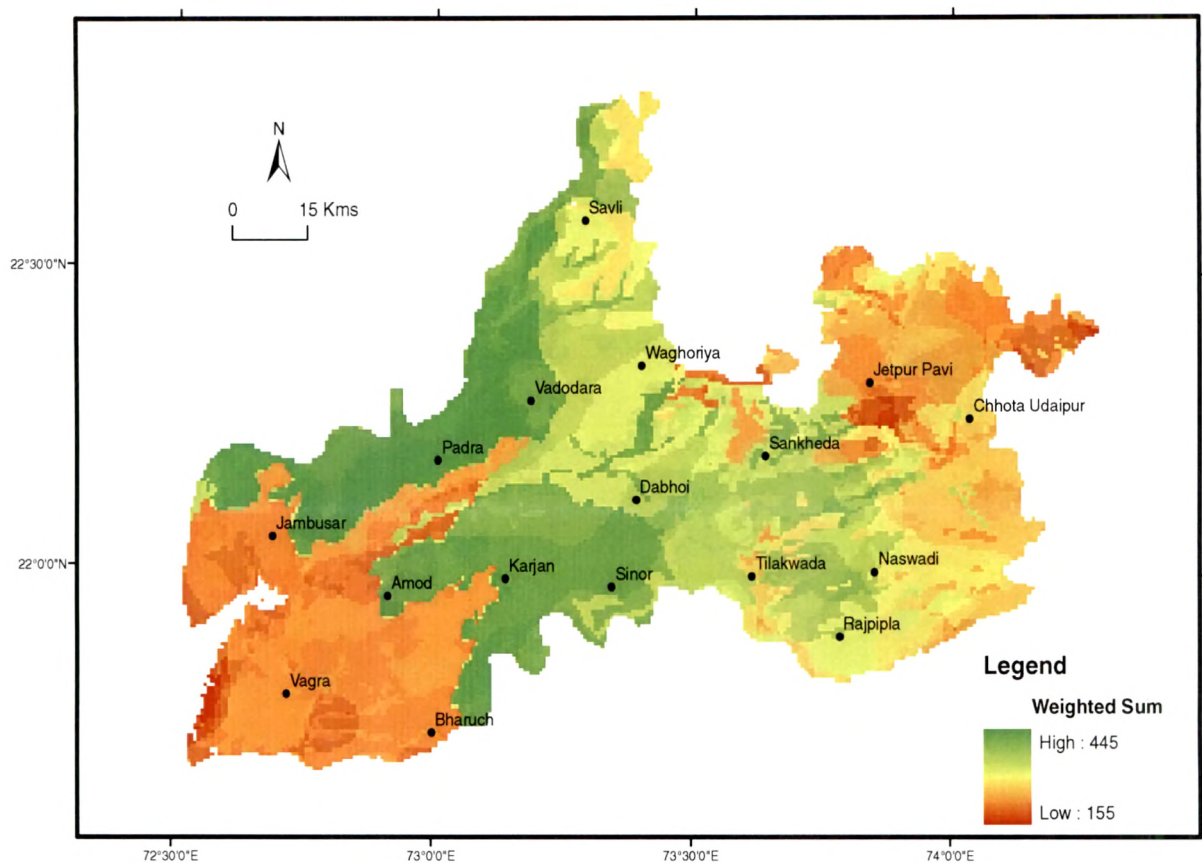 N
0 15 Kms
Savli
22°30'0"N
Waghoriya
Jetpur Pavi
Vadodara
Chhota Udaipur
Padra
Sankheda
Dabhoi
Jambusar
22°0'0"N
Karjan
Sinor
Tilakwada
Naswadi
Amod
Rajpipla
Legend
Vagra
Weighted Sum
Bharuch
High : 445
Low : 155
72°30'0"E 73°0'0"E 73°30'0"E 74°0'0"E